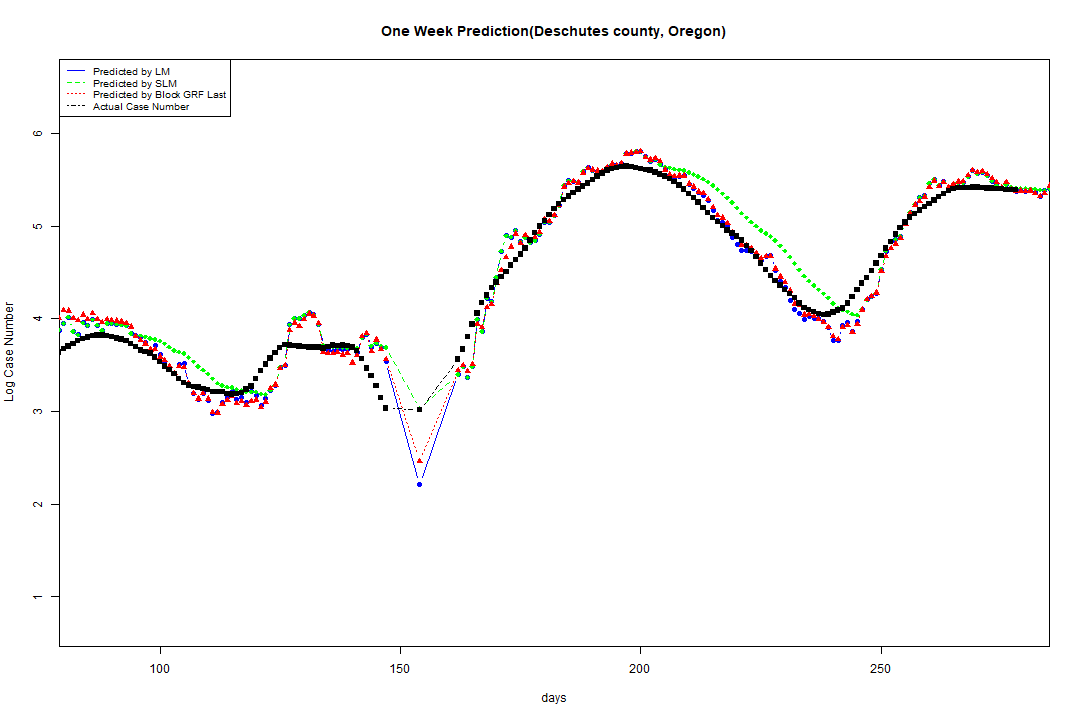 One Week Prediction(Deschutes county, Oregon)
Predicted by LM
Predicted by SLM
Predicted by Block GRF Last
Actual Case Number
6
5
4
3
2
1
Log Case Number
100 150 200 250
days